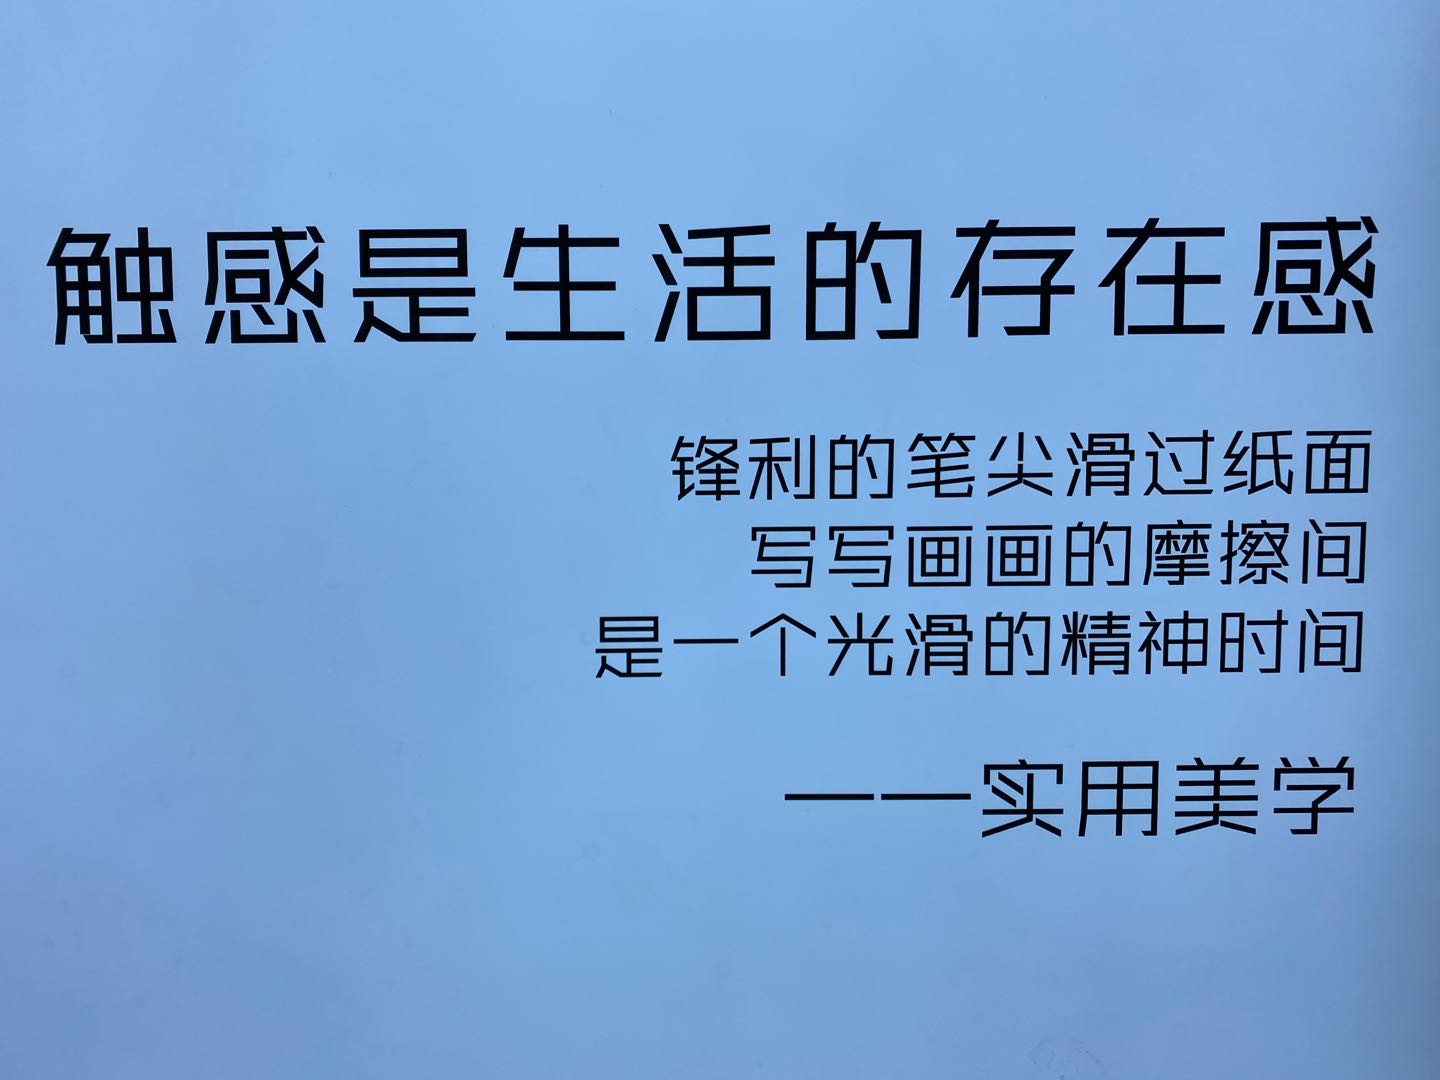 触感是生活的存在感
锋利的笔尖滑过纸面
写写画画的摩擦间
是一个光滑的精神时间
——实用美学